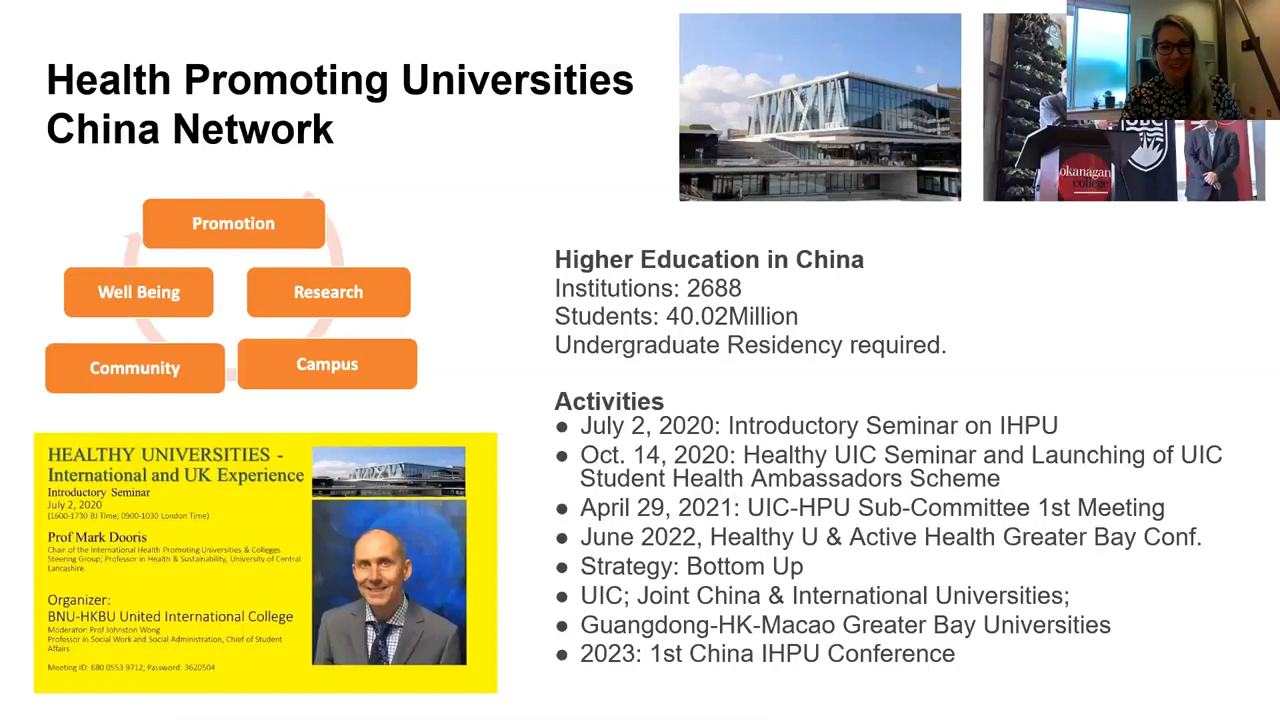 Health Promoting Universities
China Network
Promotion
Well Being
Research
Community
Campus
okanagan
college
UBC
Higher Education in China
Institutions: 2688
Students: 40.02Million
Undergraduate Residency required.
Activities
● July 2, 2020: Introductory Seminar on IHPU
● Oct. 14, 2020: Healthy UIC Seminar and Launching of UIC
Student Health Ambassadors Scheme
● April 29, 2021: UIC-HPU Sub-Committee 1st Meeting
● June 2022, Healthy U & Active Health Greater Bay Conf.
● Strategy: Bottom Up
● UIC; Joint China & International Universities;
● Guangdong-HK-Macao Greater Bay Universities
● 2023: 1st China IHPU Conference
HEALTHY UNIVERSITIES -
International and UK Experience
Introductory Seminar
July 2, 2020
(1600-1730 BJ Time; 0900-1030 London Time)
Prof Mark Dooris
Chair of the International Health Promoting Universities & Colleges
Steering Group; Professor in Health & Sustainability, University of Central
Lancashire.
Organizer:
BNU-HKBU United International College
Moderator: Prof Johnston Wong
Professor in Social Work and Social Administration, Chief of Student
Affairs
Meeting ID: 680 0553 9712; Password: 3620504